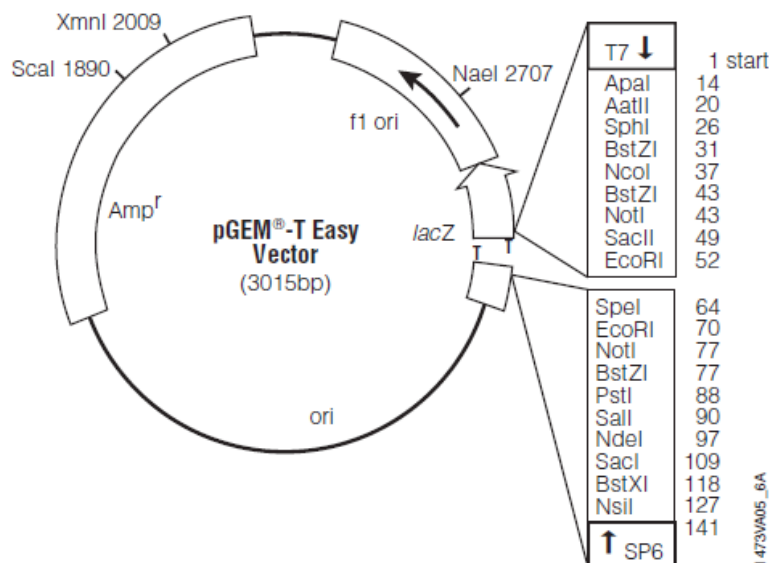 XmnI 2009
ScaI 1890
NaeI 2707
f1 ori
Ampʳ
pGEM®-T Easy
Vector
(3015bp)
lacZ
T T
ori
T7 ↓ 1 start
ApaI 14
AatII 20
SphI 26
BstZI 31
NcoI 37
BstZI 43
NotI 43
SacII 49
EcoRI 52
SpeI 64
EcoRI 70
NotI 77
BstZI 77
PstI 88
SalI 90
NdeI 97
SacI 109
BstXI 118
NsiI 127
141
↑ SP6
1473VA05_6A